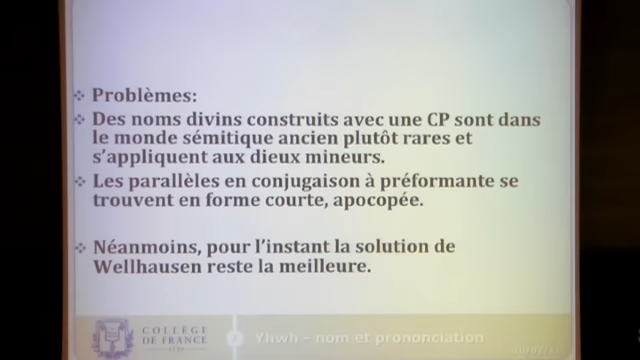 Problèmes:
Des noms divins construits avec une CP sont dans
le monde sémitique ancien plutôt rares et
s’appliquent aux dieux mineurs.
Les parallèles en conjugaison à préformante se
trouvent en forme courte, apocopée.
Néanmoins, pour l’instant la solution de
Wellhausen reste la meilleure.
COLLÈGE
DE FRANCE
Yhwh – nom et prononciation